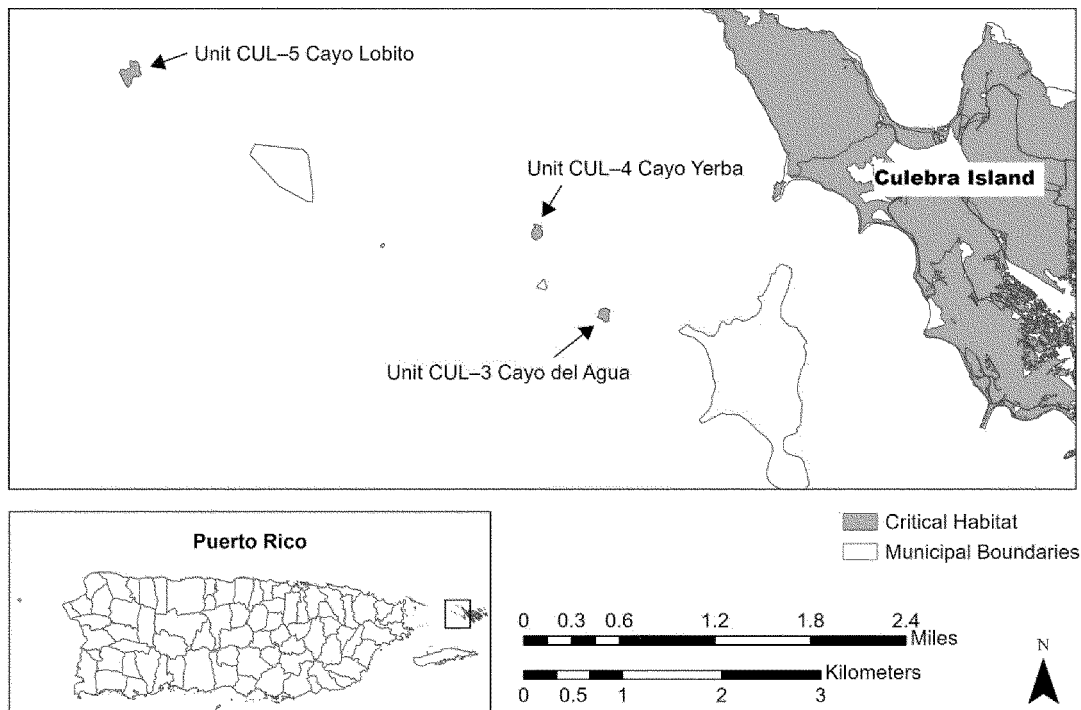 Unit CUL–5 Cayo Lobito
Unit CUL–4 Cayo Yerba
Culebra Island
Unit CUL–3 Cayo del Agua
Puerto Rico
Critical Habitat
Municipal Boundaries
0 0.3 0.6 1.2 1.8 2.4
Miles
Kilometers
0 0.5 1 2 3
N